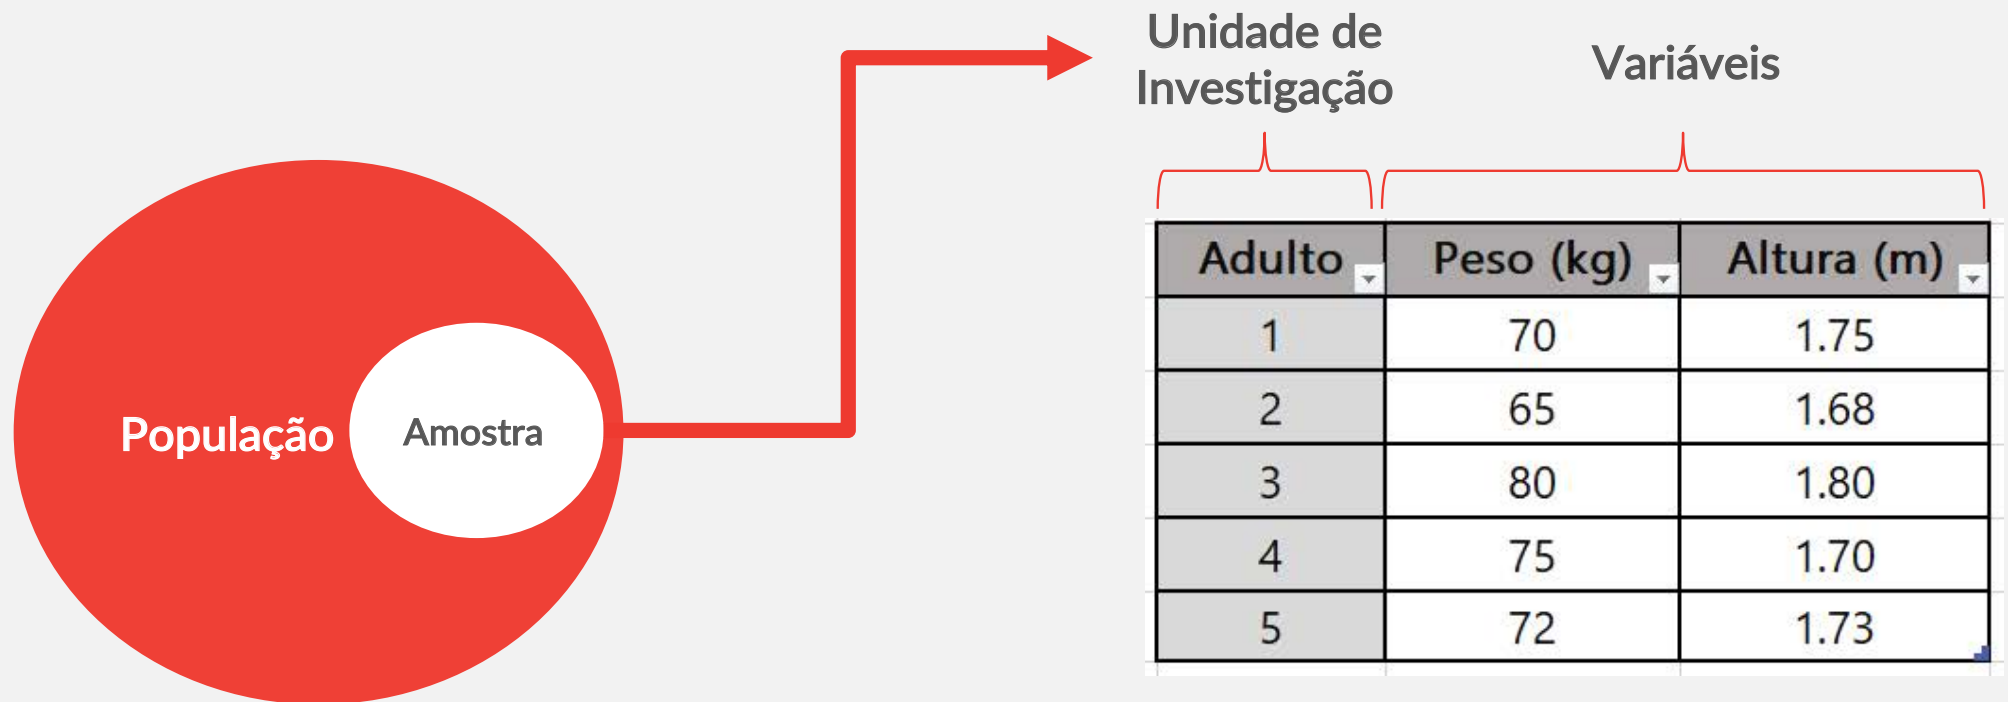 Unidade de
Investigação
Variáveis
População
Amostra
Adulto Peso (kg) Altura (m)
1 70 1.75
2 65 1.68
3 80 1.80
4 75 1.70
5 72 1.73